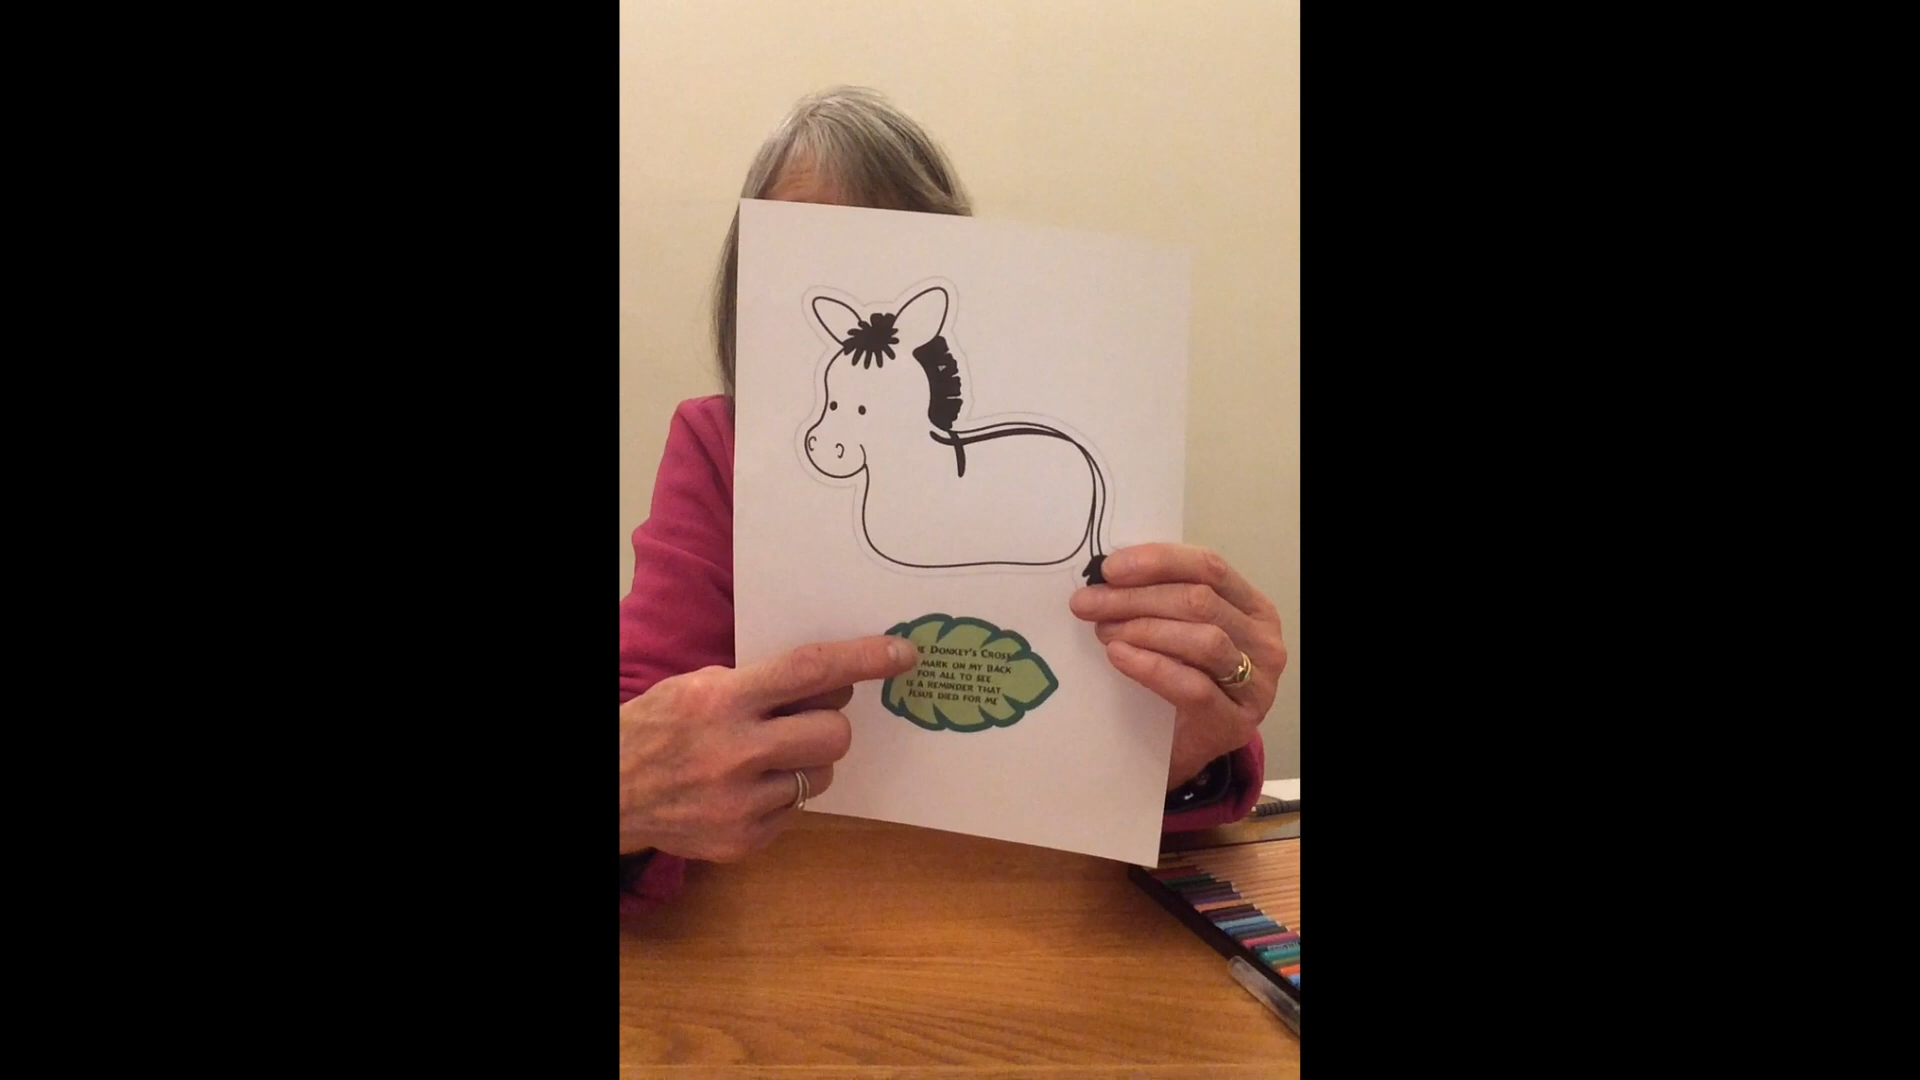 Donkey's Cross
mark on my back
for all to see
is a reminder that
Jesus died for me